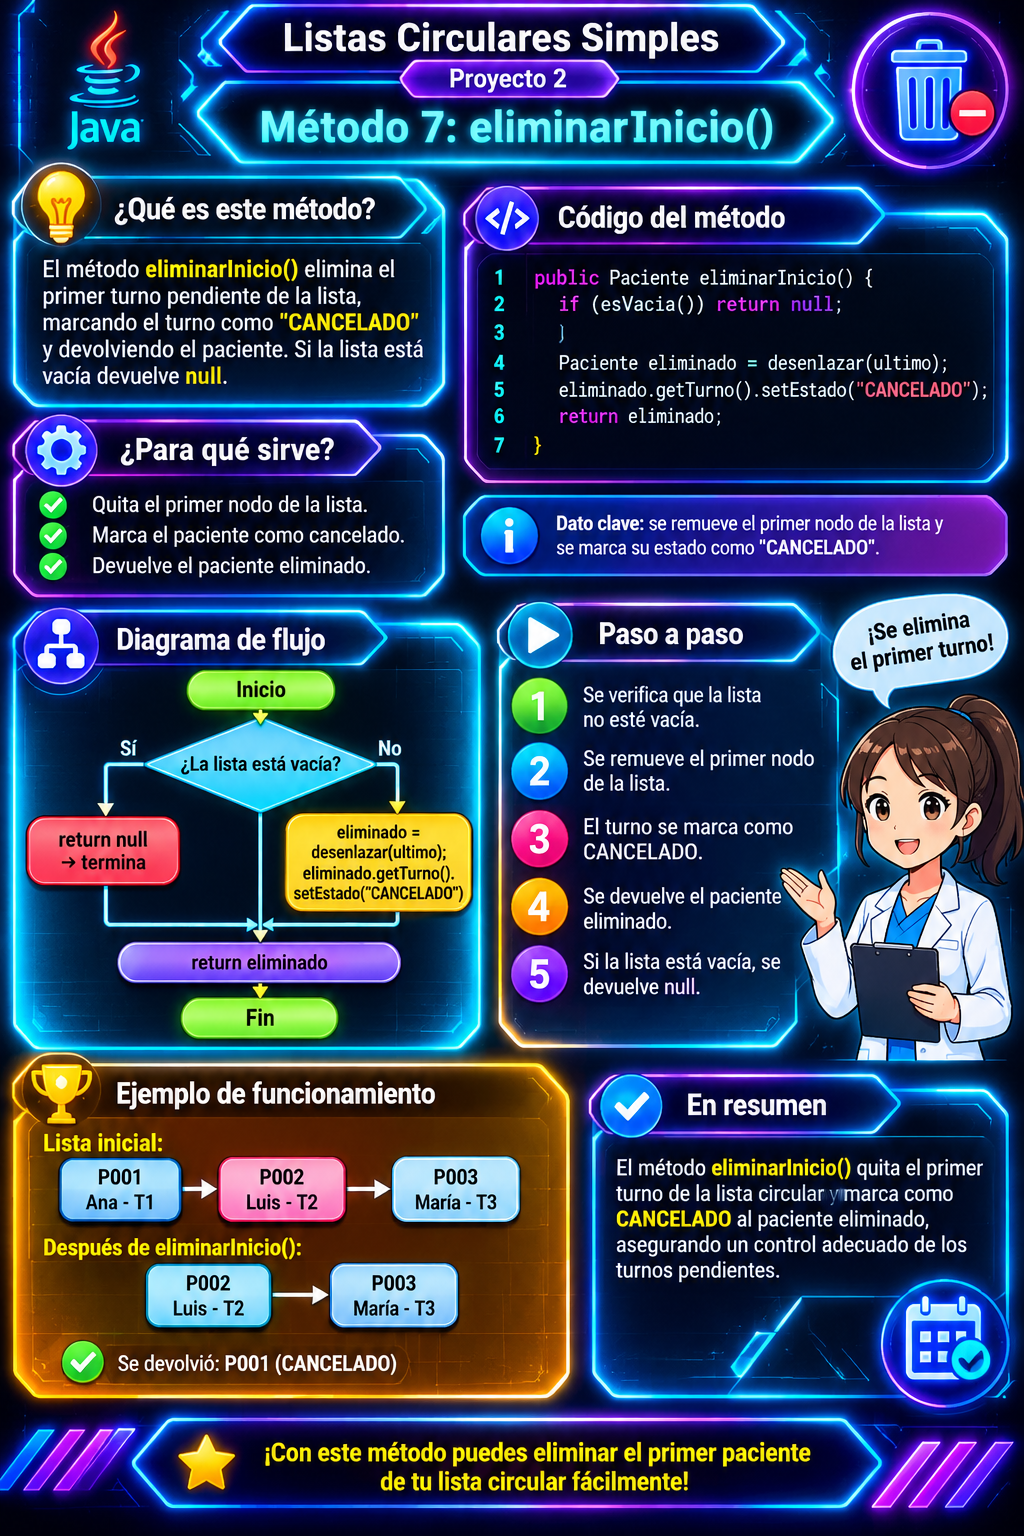 Java
Listas Circulares Simples
Proyecto 2
Método 7: eliminarInicio()
¿Qué es este método?
El método eliminarInicio() elimina el
primer turno pendiente de la lista,
marcando el turno como "CANCELADO"
y devolviendo el paciente. Si la lista está
vacía devuelve null.
¿Para qué sirve?
Quita el primer nodo de la lista.
Marca el paciente como cancelado.
Devuelve el paciente eliminado.
</> Código del método
1 public Paciente eliminarInicio() {
2 if (esVacia()) return null;
3 }
4 Paciente eliminado = desenlazar(ultimo);
5 eliminado.getTurno().setEstado("CANCELADO");
6 return eliminado;
7 }
i
Dato clave: se remueve el primer nodo de la lista y
se marca su estado como "CANCELADO".
Diagrama de flujo
Inicio
¿La lista está vacía?
Sí
No
return null
→ termina
eliminado =
desenlazar(ultimo);
eliminado.getTurno().
setEstado("CANCELADO")
return eliminado
Fin
Paso a paso
1 Se verifica que la lista
no esté vacía.
2 Se remueve el primer nodo
de la lista.
3 El turno se marca como
CANCELADO.
4 Se devuelve el paciente
eliminado.
5 Si la lista está vacía, se
devuelve null.
¡Se elimina
el primer turno!
Ejemplo de funcionamiento
Lista inicial:
P001
Ana - T1
P002
Luis - T2
P003
María - T3
Después de eliminarInicio():
P002
Luis - T2
P003
María - T3
Se devolvió: P001 (CANCELADO)
En resumen
El método eliminarInicio() quita el primer
turno de la lista circular y marca como
CANCELADO al paciente eliminado,
asegurando un control adecuado de los
turnos pendientes.
¡Con este método puedes eliminar el primer paciente
de tu lista circular fácilmente!